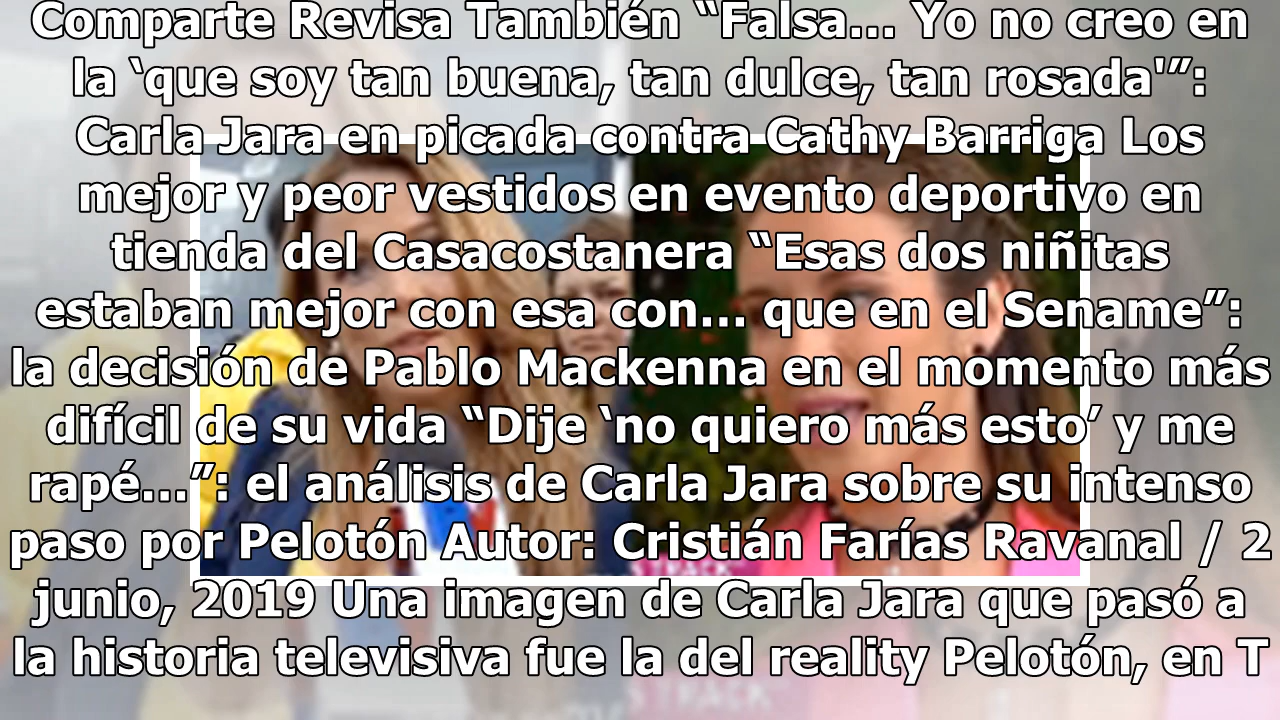 Comparte Revisa También “Falsa... Yo no creo en
la ‘que soy tan buena, tan dulce, tan rosada'”:
Carla Jara en picada contra Cathy Barriga Los
mejor y peor vestidos en evento deportivo en
tienda del Casacostanera “Esas dos niñitas
estaban mejor con esa con... que en el Sename”:
la decisión de Pablo Mackenna en el momento más
difícil de su vida “Dije ‘no quiero más esto’ y me
rapé...”: el análisis de Carla Jara sobre su intenso
paso por Pelotón Autor: Cristián Farías Ravanal / 2
junio, 2019 Una imagen de Carla Jara que pasó a
la historia televisiva fue la del reality Pelotón, en T
TRACK